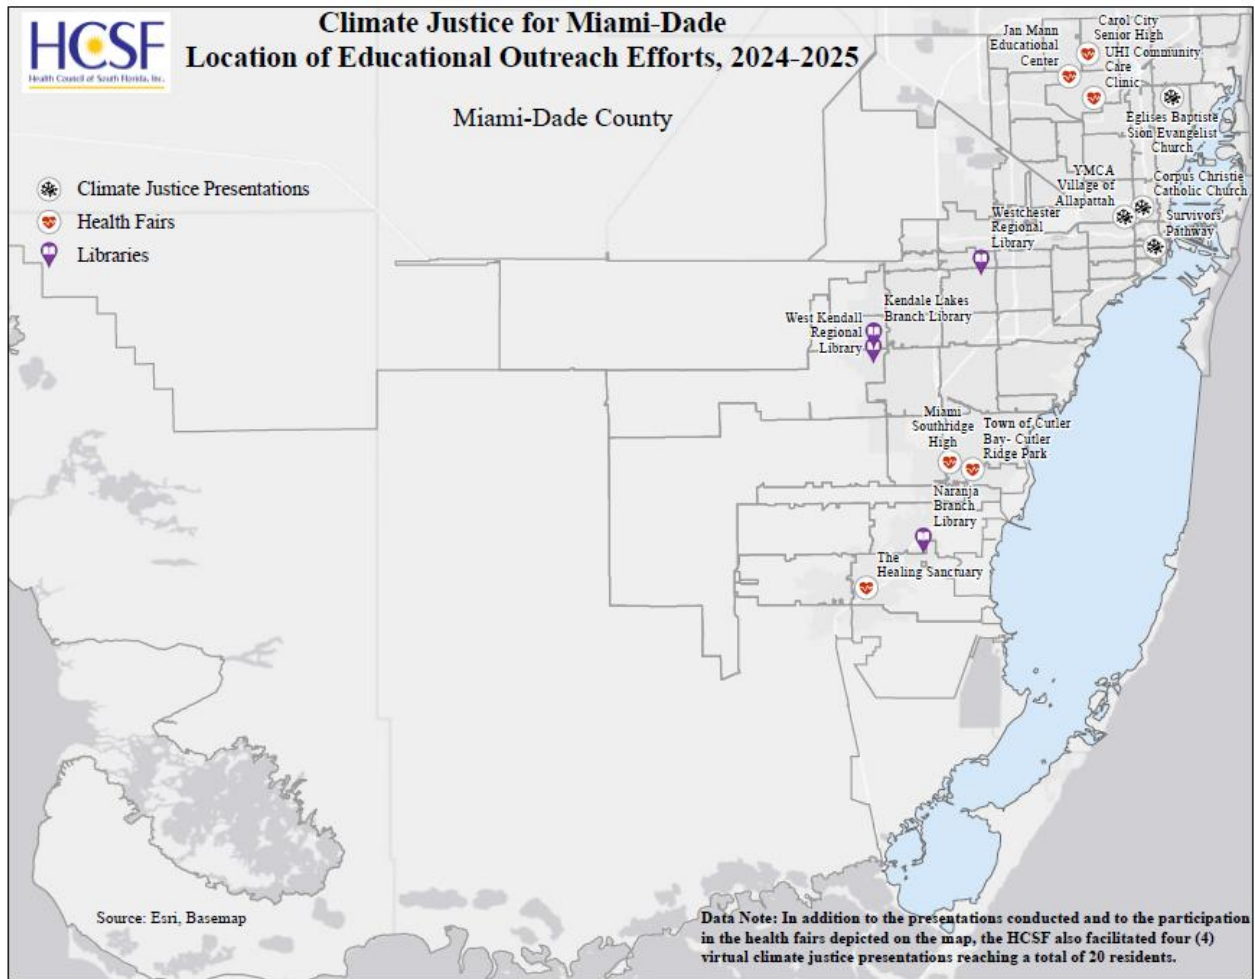 HCSF
Health Council of South Florida, Inc.
Climate Justice for Miami-Dade
Location of Educational Outreach Efforts, 2024-2025
Miami-Dade County
Climate Justice Presentations
Health Fairs
Libraries
Jan Mann
Educational
Center
Carol City
Senior High
UHI Community
Care
Clinic
Eglises Baptiste
Sion Evangelist
Church
YMCA
Village of
Allapattah
Corpus Christie
Catholic Church
Survivors'
Pathway
Westchester
Regional
Library
Kendale Lakes
Branch Library
West Kendall
Regional
Library
Miami
Southridge
High
Town of Cutler
Bay- Cutler
Ridge Park
Naranja
Branch
Library
The
Healing Sanctuary
Source: Esri, Basemap
Data Note: In addition to the presentations conducted and to the participation
in the health fairs depicted on the map, the HCSF also facilitated four (4)
virtual climate justice presentations reaching a total of 20 residents.